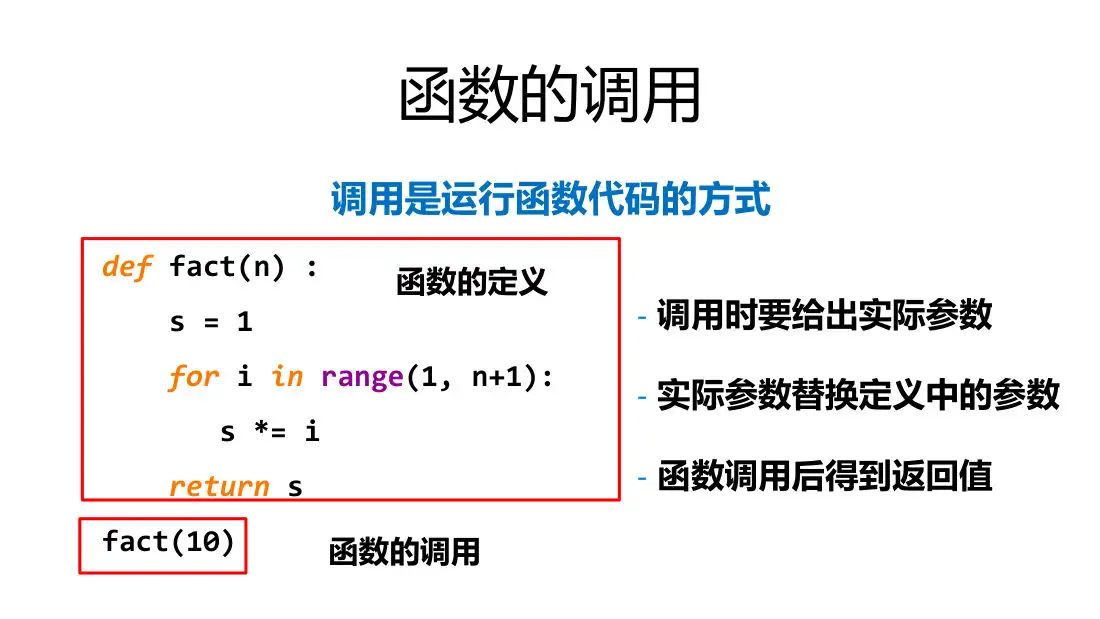 函数的调用
调用是运行函数代码的方式
def fact(n) :
函数的定义
    s = 1
    for i in range(1, n+1):
       s *= i
    return s
fact(10)
函数的调用
- 调用时要给出实际参数
- 实际参数替换定义中的参数
- 函数调用后得到返回值